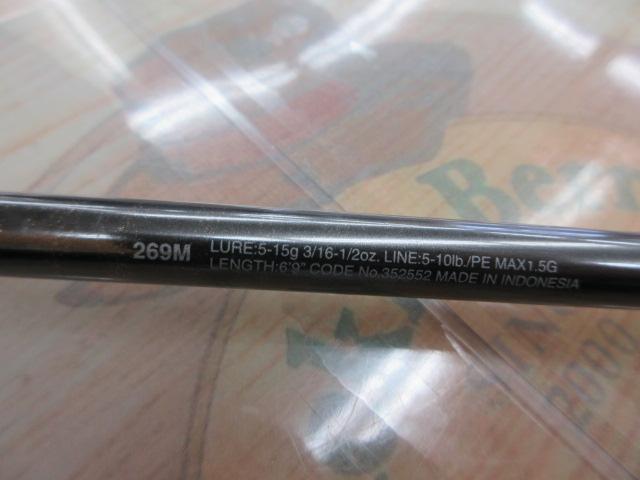 269M
LURE:5-15g 3/16-1/2oz. LINE:5-10lb./PE MAX1.5G
LENGTH:6'9" CODE No.352552 MADE IN INDONESIA
2000